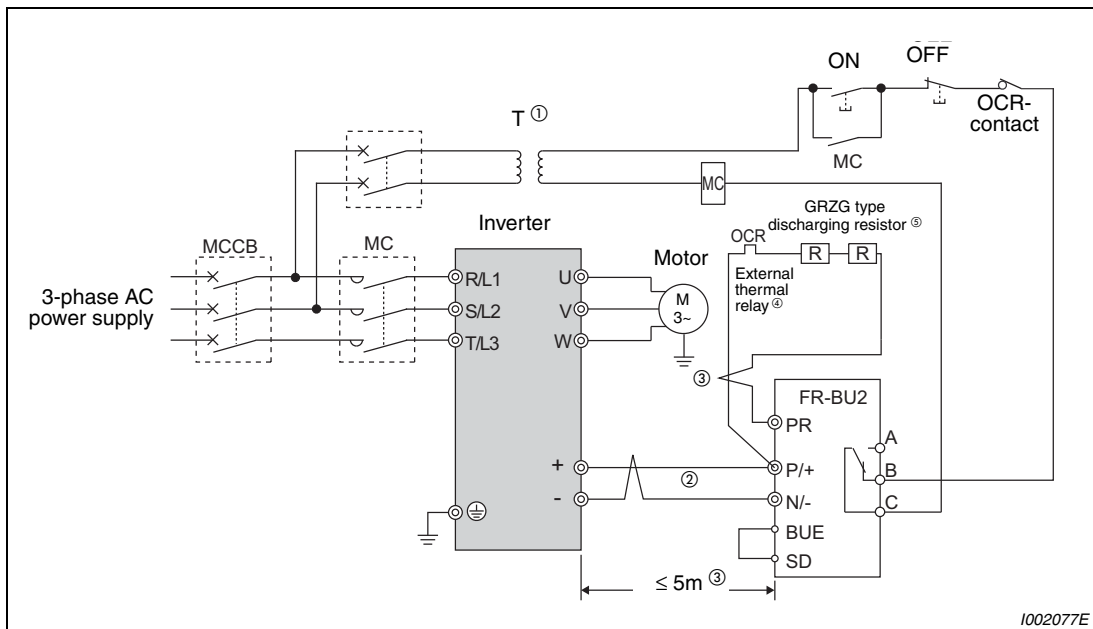 ON
OFF
OCR-
contact
T ①
MC
MC
GRZG type
discharging resistor ⑤
OCR
R
R
External
thermal
relay ④
Inverter
MCCB
MC
Motor
M
3~
3-phase AC
power supply
R/L1
S/L2
T/L3
U
V
W
③
FR-BU2
PR
A
P/+
B
N/-
C
BUE
SD
+
-
②
≤ 5m ③
I002077E